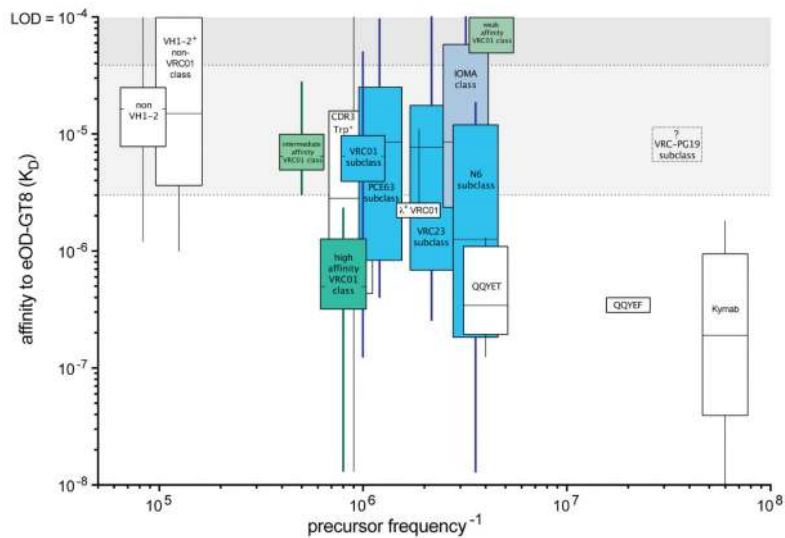 LOD = 10-4
10-5
10-6
10-7
10-8
affinity to eOD-GT8 (KD)
VH1-2+
non-
VRC01
class
non
VH1-2
intermediate
affinity
VRC01 class
CDR3
Trp+
VRC01
subclass
PCE63
subclass
high
affinity
VRC01
class
λ+ VRC01
VRC23
subclass
IOMA
class
weak
affinity
VRC01 class
N6
subclass
QQYET
QQYEF
?
VRC-PG19
subclass
Kymab
105
106
107
108
precursor frequency-1